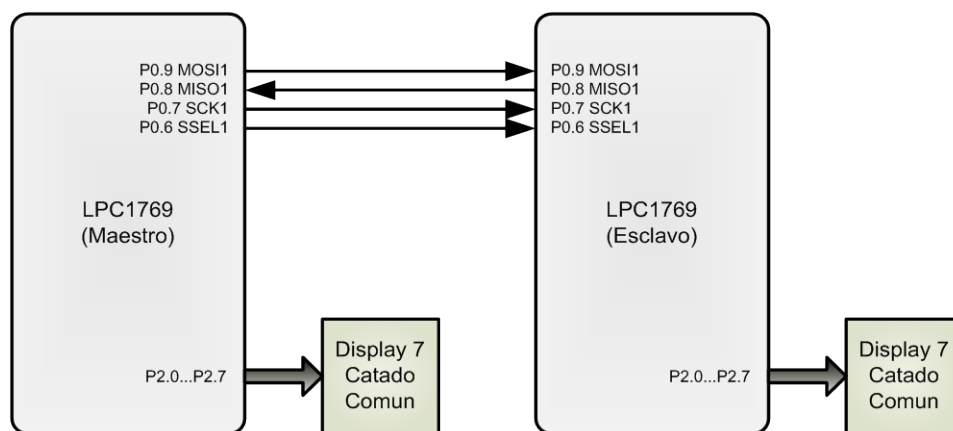 P0.9 MOSI1
P0.8 MISO1
P0.7 SCK1
P0.6 SSEL1
LPC1769
(Maestro)
P2.0...P2.7
Display 7
Catado
Comun
P0.9 MOSI1
P0.8 MISO1
P0.7 SCK1
P0.6 SSEL1
LPC1769
(Esclavo)
P2.0...P2.7
Display 7
Catado
Comun